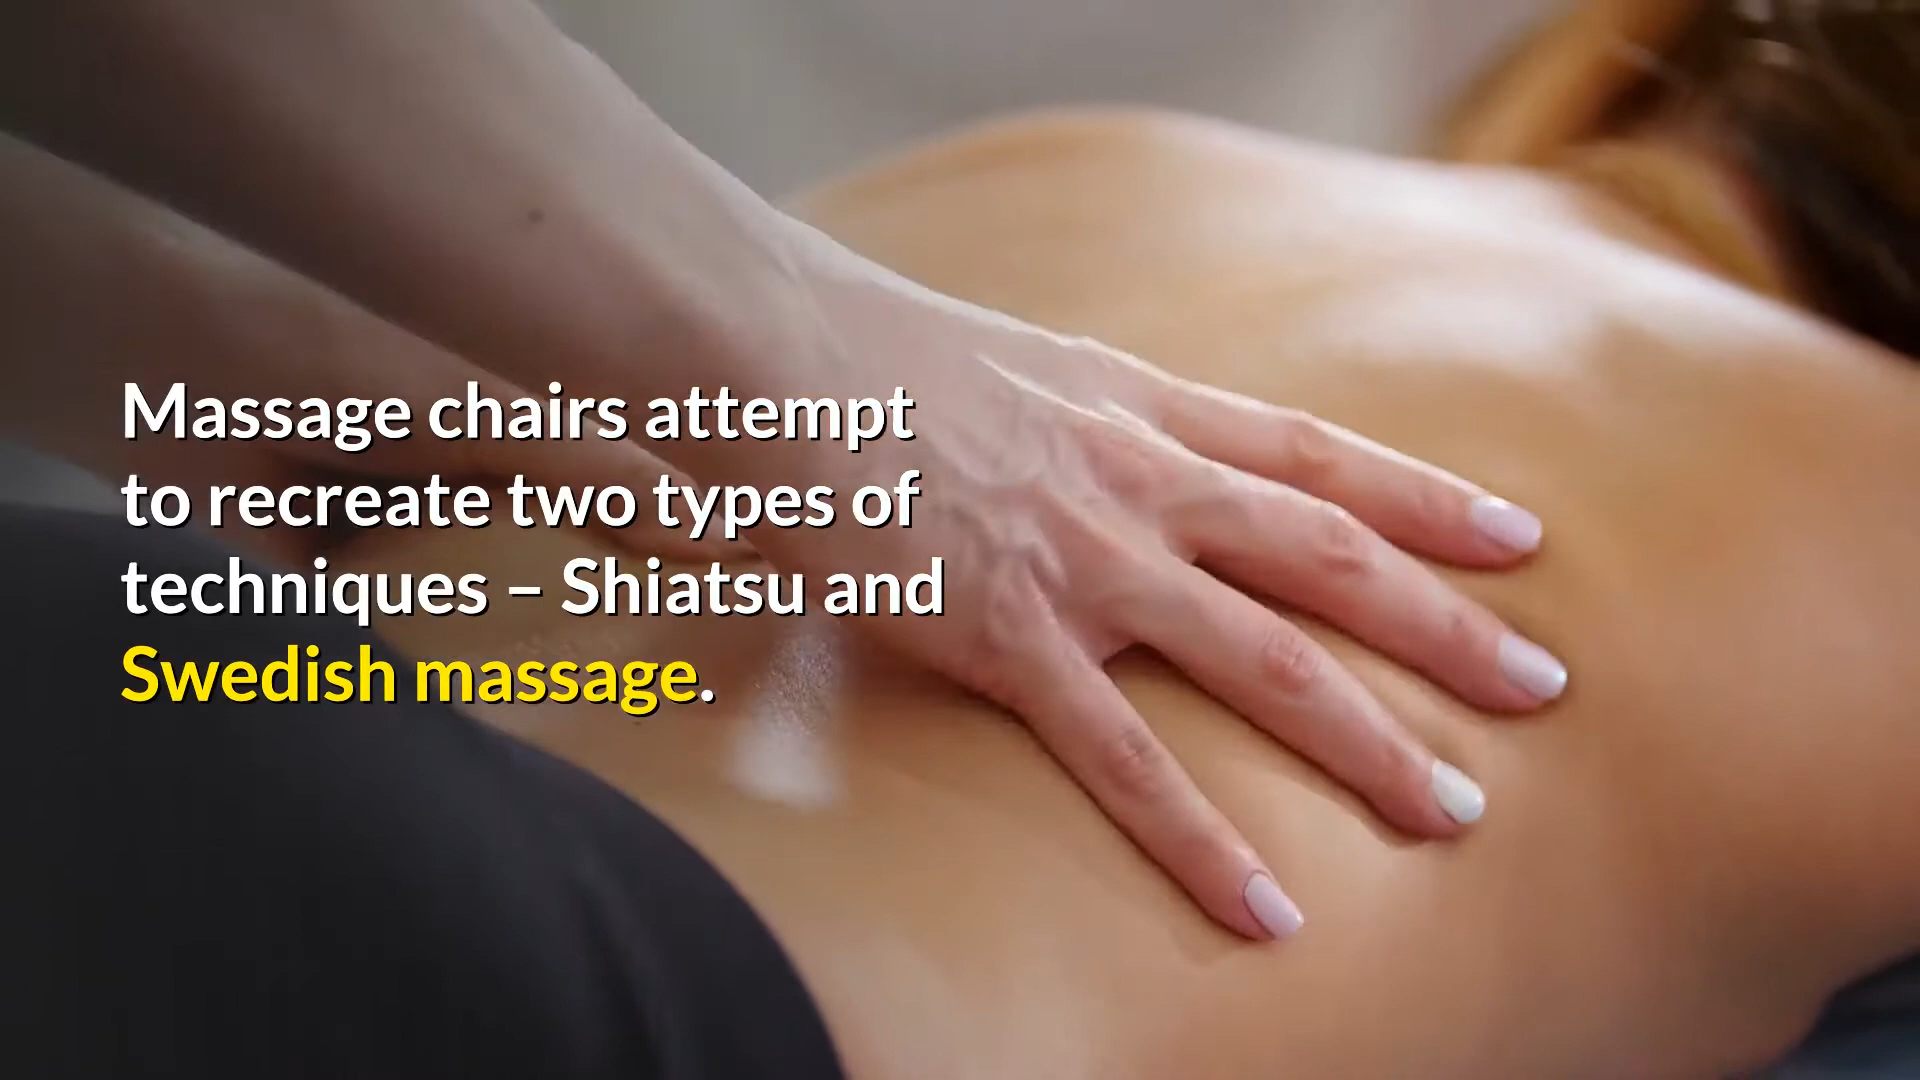 Massage chairs attempt
to recreate two types of
techniques – Shiatsu and
Swedish massage.